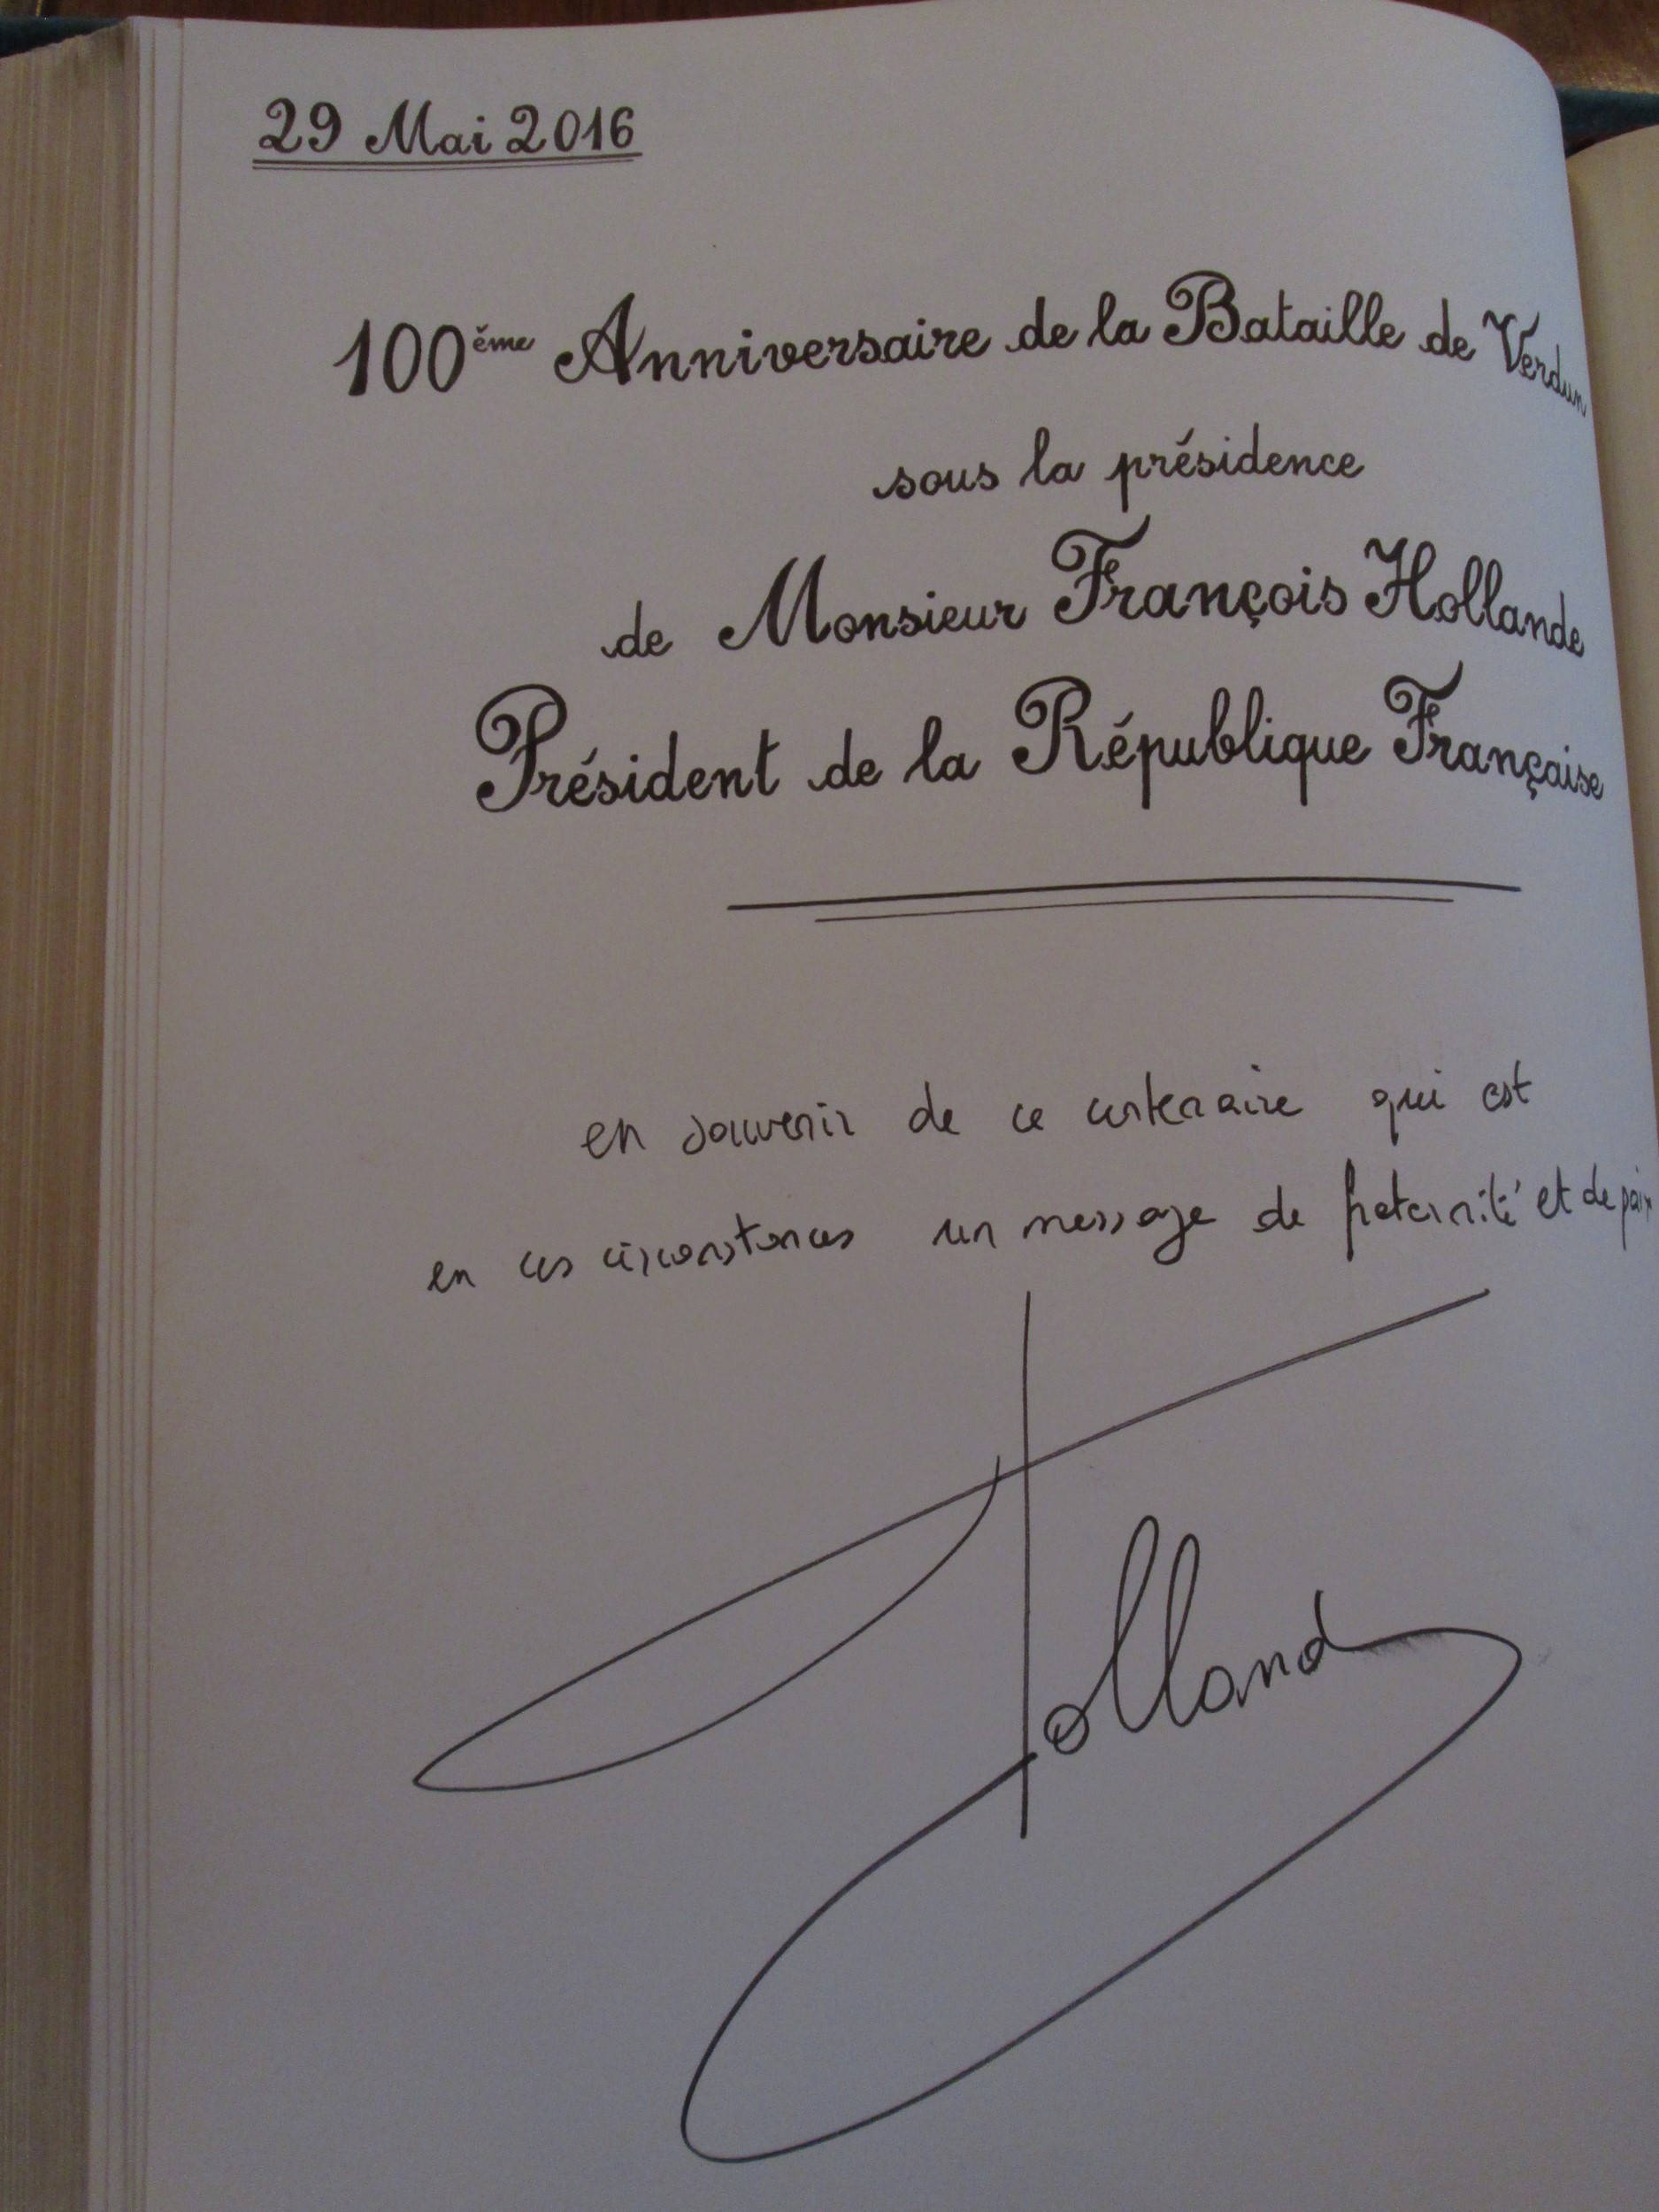 29 Mai 2016
100ème Anniversaire de la Bataille de Verdun
sous la présidence
de Monsieur François Hollande
Président de la République Française
en souvenir de ce centenaire qui est
en ces circonstances un message de fraternité et de paix
Hollande